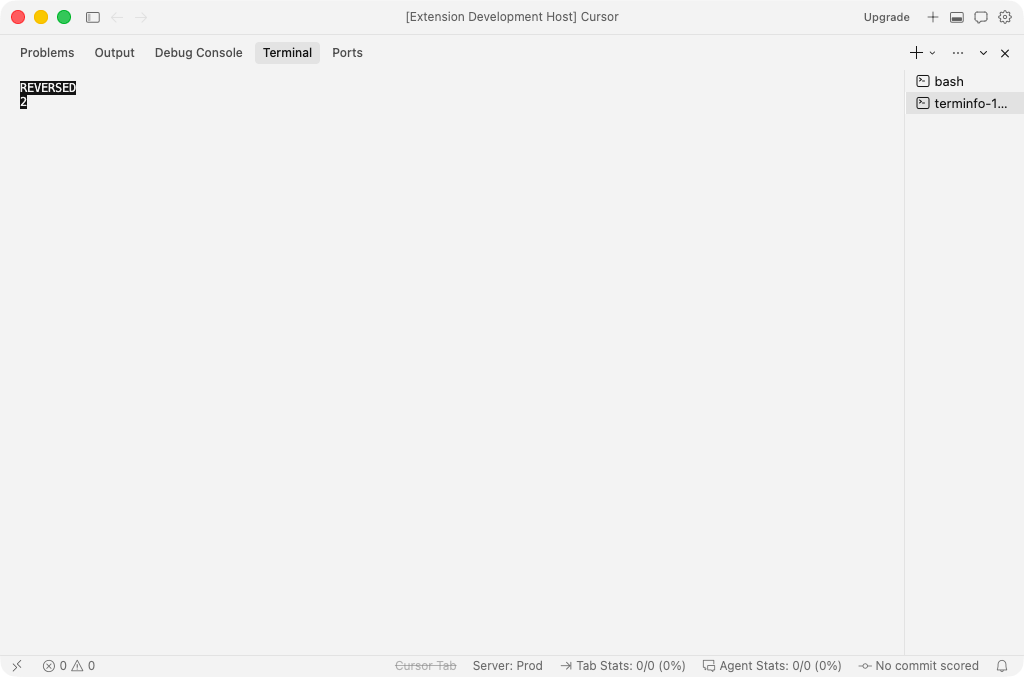 [Extension Development Host] Cursor
Upgrade
Problems Output Debug Console Terminal Ports
REVERSED
2
bash
terminfo-1...
0 0 Cursor Tab Server: Prod Tab Stats: 0/0 (0%) Agent Stats: 0/0 (0%) No commit scored